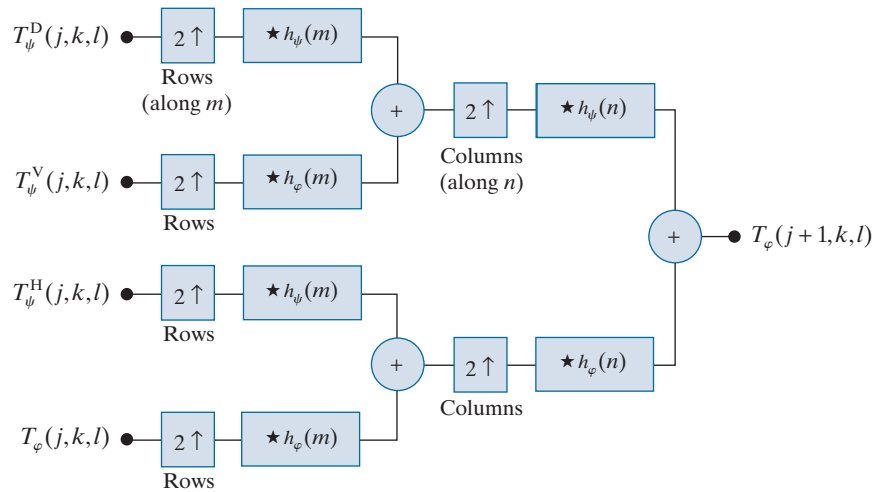 T_ψ^D(j,k,l)
2↑
★ h_ψ(m)
Rows
(along m)
+
2↑
★ h_ψ(n)
Columns
(along n)
T_ψ^V(j,k,l)
2↑
★ h_φ(m)
Rows
+
T_φ(j+1,k,l)
T_ψ^H(j,k,l)
2↑
★ h_ψ(m)
Rows
+
2↑
★ h_φ(n)
Columns
T_φ(j,k,l)
2↑
★ h_φ(m)
Rows